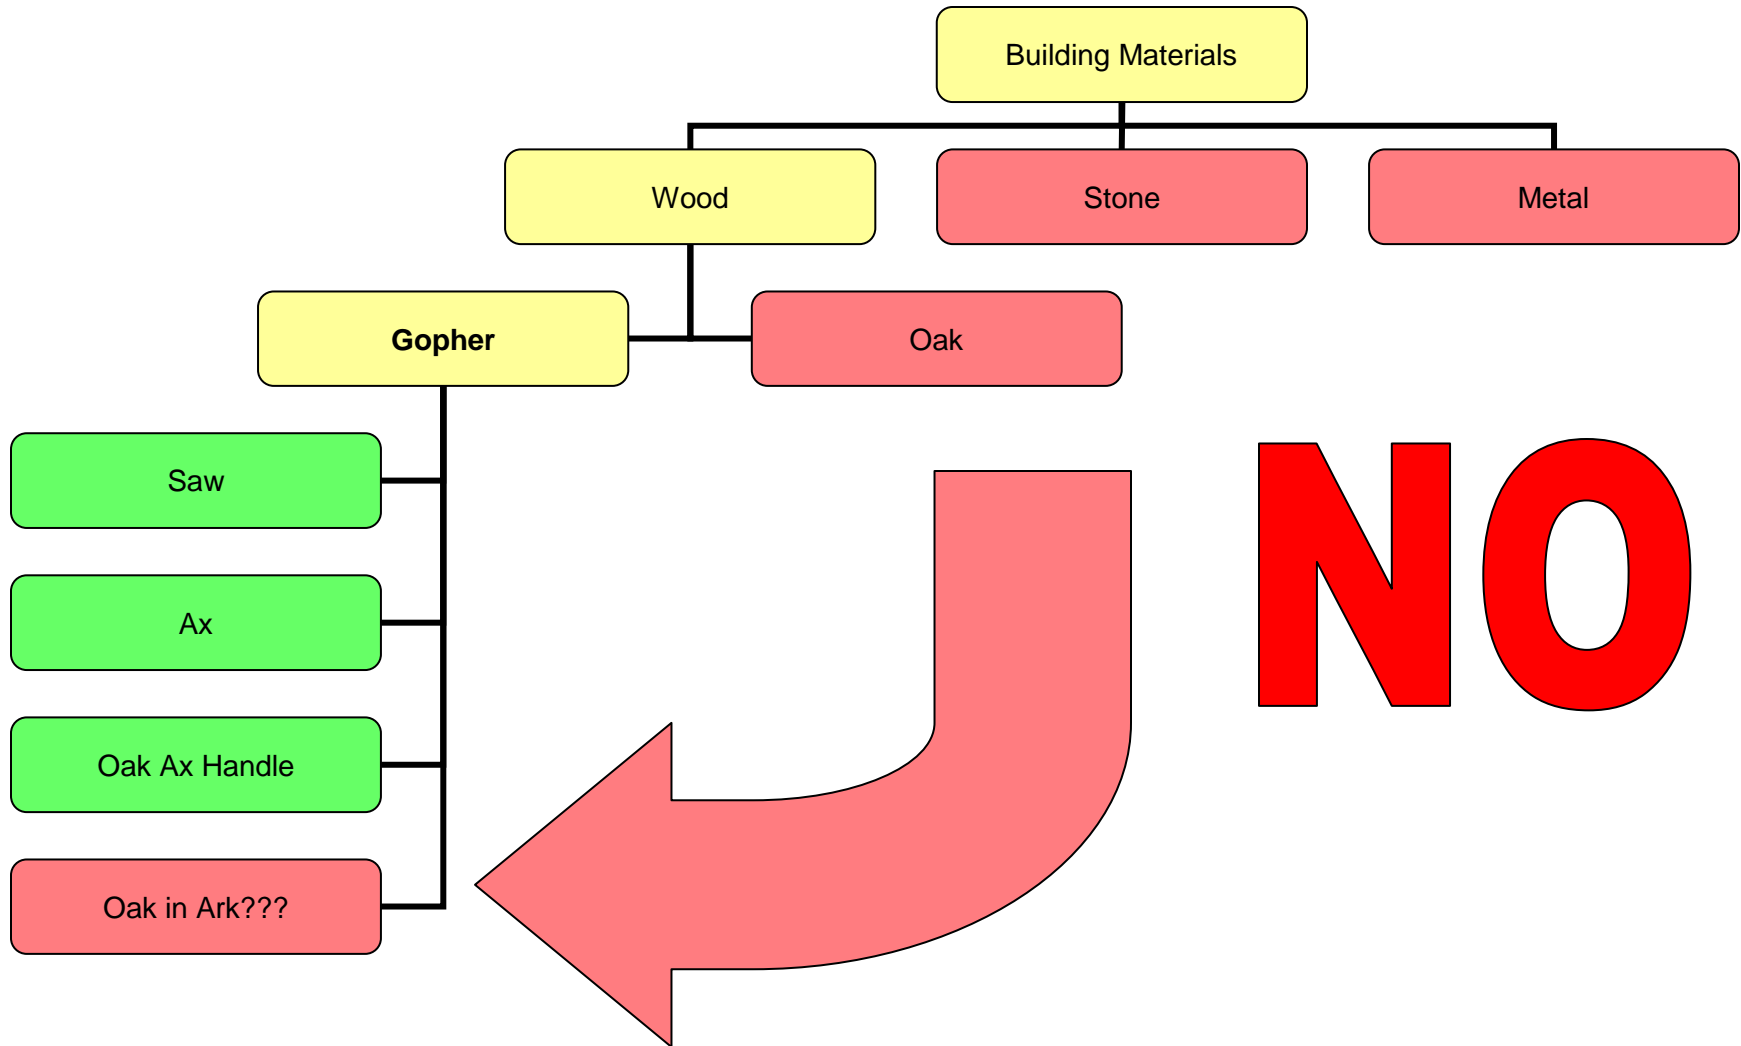 Building Materials
Wood
Stone
Metal
Gopher
Oak
Saw
Ax
Oak Ax Handle
Oak in Ark???
NO